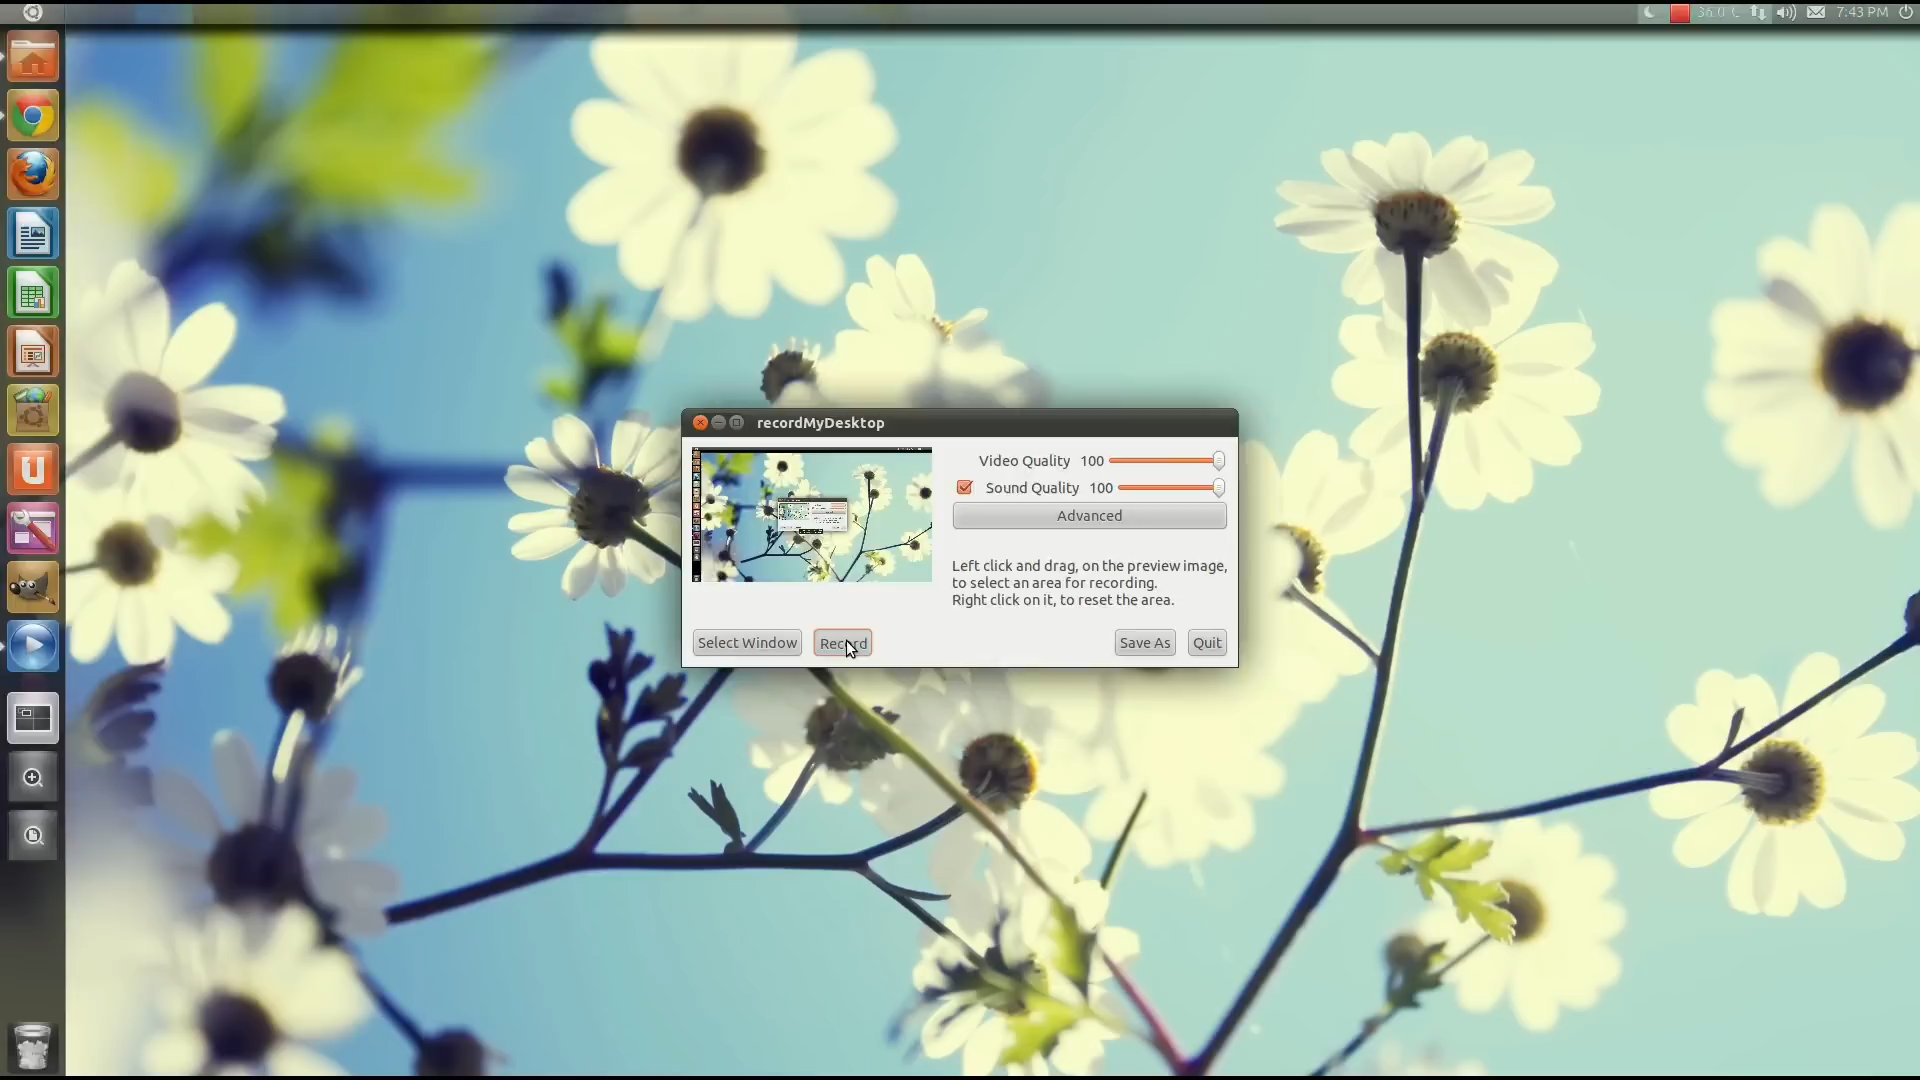 36.0 C 7:43 PM
recordMyDesktop
Video Quality 100
Sound Quality 100
Advanced
Left click and drag, on the preview image,
to select an area for recording.
Right click on it, to reset the area.
Select Window Record Save As Quit